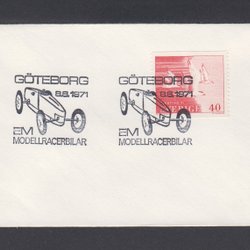 GÖTEBORG
8.8.1971
EM
MODELLRACERBILAR
GÖTEBORG
8.8.1971
EM
MODELLRACERBILAR
SVERIGE 40